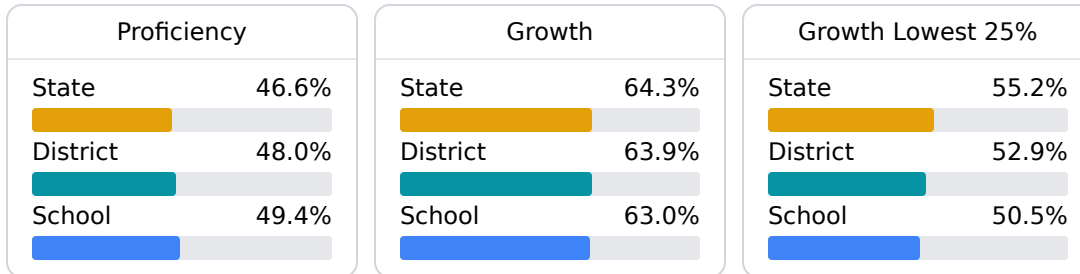 Proficiency
State 46.6%
District 48.0%
School 49.4%
Growth
State 64.3%
District 63.9%
School 63.0%
Growth Lowest 25%
State 55.2%
District 52.9%
School 50.5%